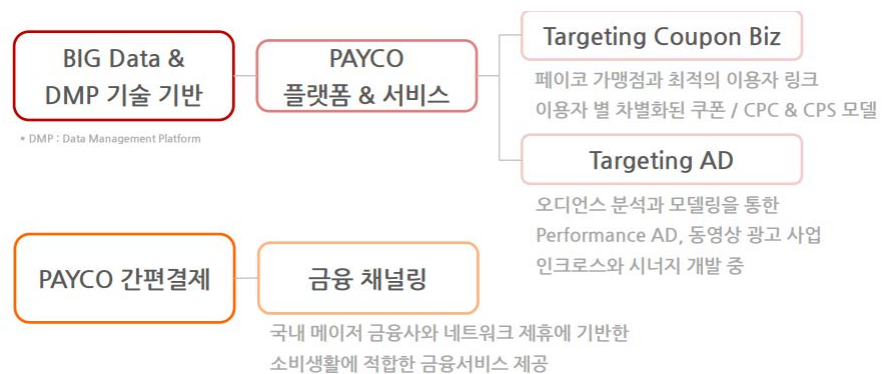 BIG Data &
DMP 기술 기반
* DMP : Data Management Platform
PAYCO
플랫폼 & 서비스
Targeting Coupon Biz
페이코 가맹점과 최적의 이용자 링크
이용자 별 차별화된 쿠폰 / CPC & CPS 모델
Targeting AD
오디언스 분석과 모델링을 통한
Performance AD, 동영상 광고 사업
인크로스와 시너지 개발 중
PAYCO 간편결제
금융 채널링
국내 메이저 금융사와 네트워크 제휴에 기반한
소비생활에 적합한 금융서비스 제공